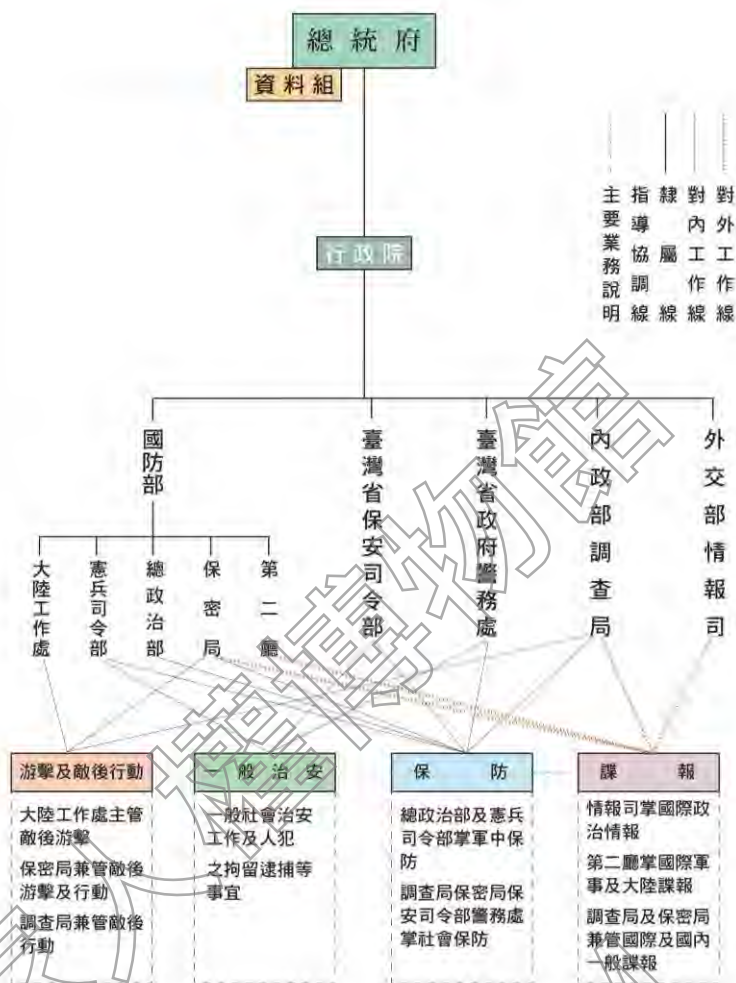 總統府
資料組
行政院
對外工作線
對內工作線
隸屬線
指導協調線
主要業務說明
國防部
臺灣省保安司令部
臺灣省政府警務處
內政部調查局
外交部情報司
大陸工作處
憲兵司令部
總政治部
保密局
第二廳
游擊及敵後行動
大陸工作處主管
敵後游擊
保密局兼管敵後
游擊及行動
調查局兼管敵後
行動
一般治安
一般社會治安
工作及人犯
之拘留逮捕等
事宜
保防
總政治部及憲兵
司令部掌軍中保
防
調查局保密局保
安司令部警務處
掌社會保防
諜報
情報司掌國際政
治情報
第二廳掌國際軍
事及大陸諜報
調查局及保密局
兼管國際及國內
一般諜報
人權博物館